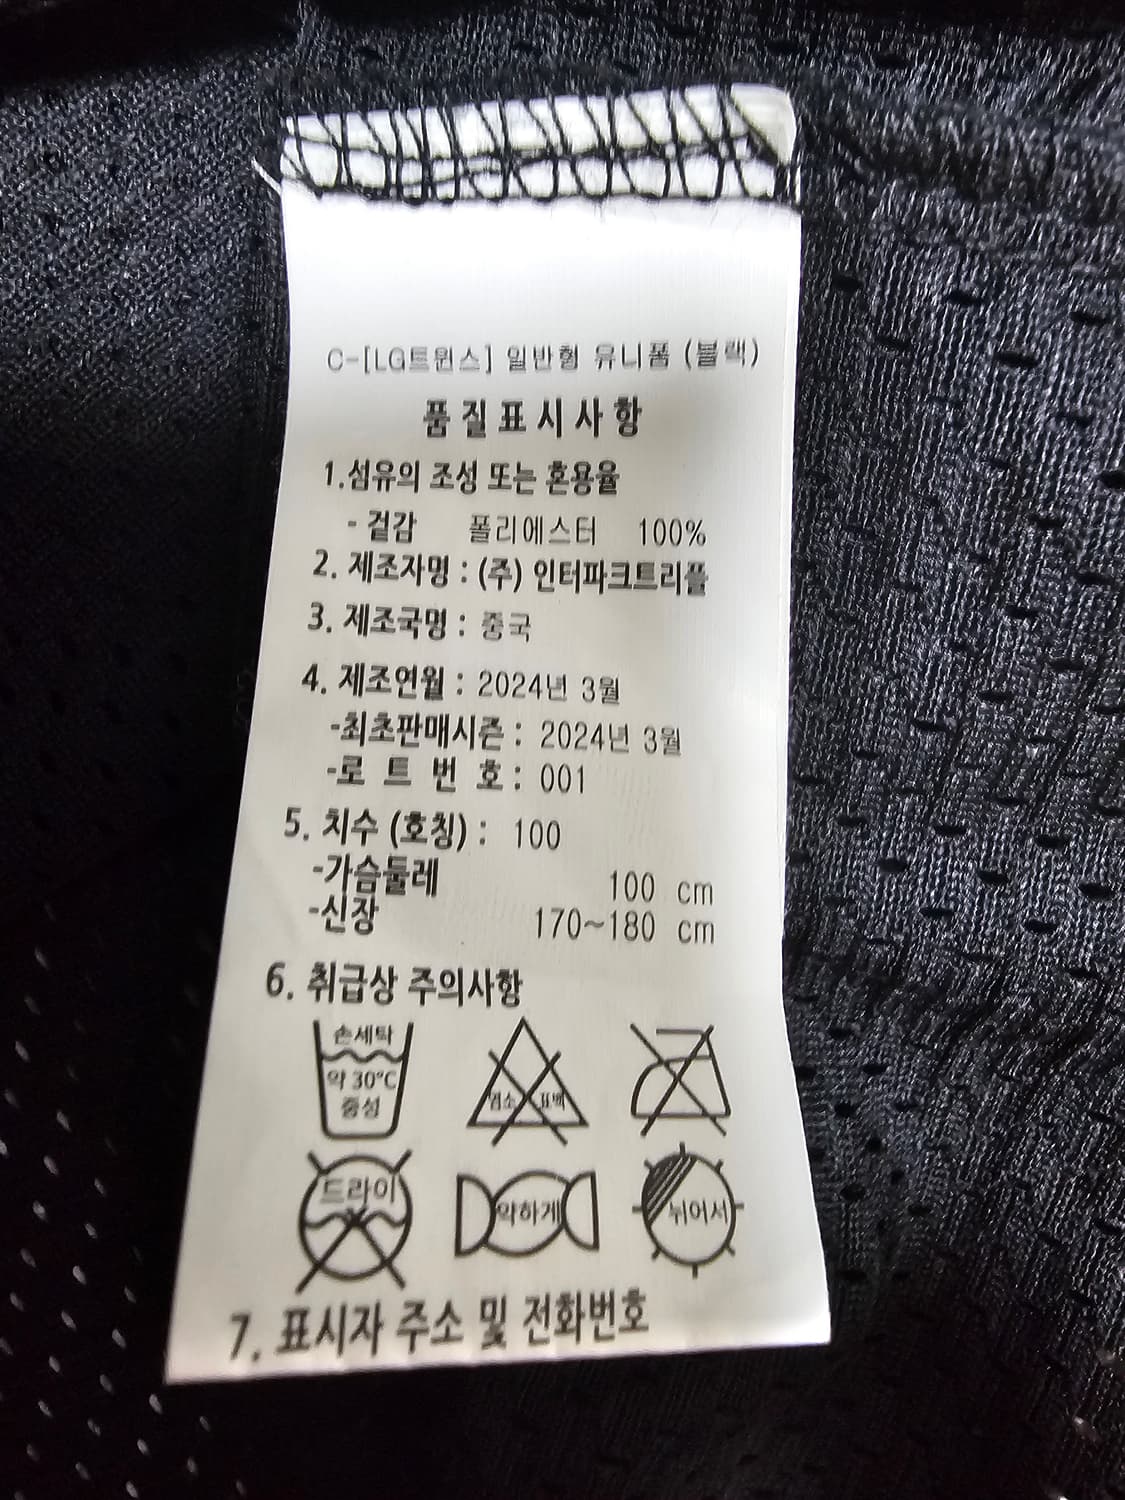 C-[LG트윈스] 일반형 유니폼 (블랙)
품질표시사항
1.섬유의 조성 또는 혼용율
- 겉감 폴리에스터 100%
2. 제조자명 : (주) 인터파크트리플
3. 제조국명 : 중국
4. 제조연월 : 2024년 3월
-최초판매시즌 : 2024년 3월
-로 트 번 호 : 001
5. 치수 (호칭) : 100
-가슴둘레 100 cm
-신장 170~180 cm
6. 취급상 주의사항
손세탁
약 30℃
중성
염소 표백
드라이
약하게
뉘어서
7. 표시자 주소 및 전화번호